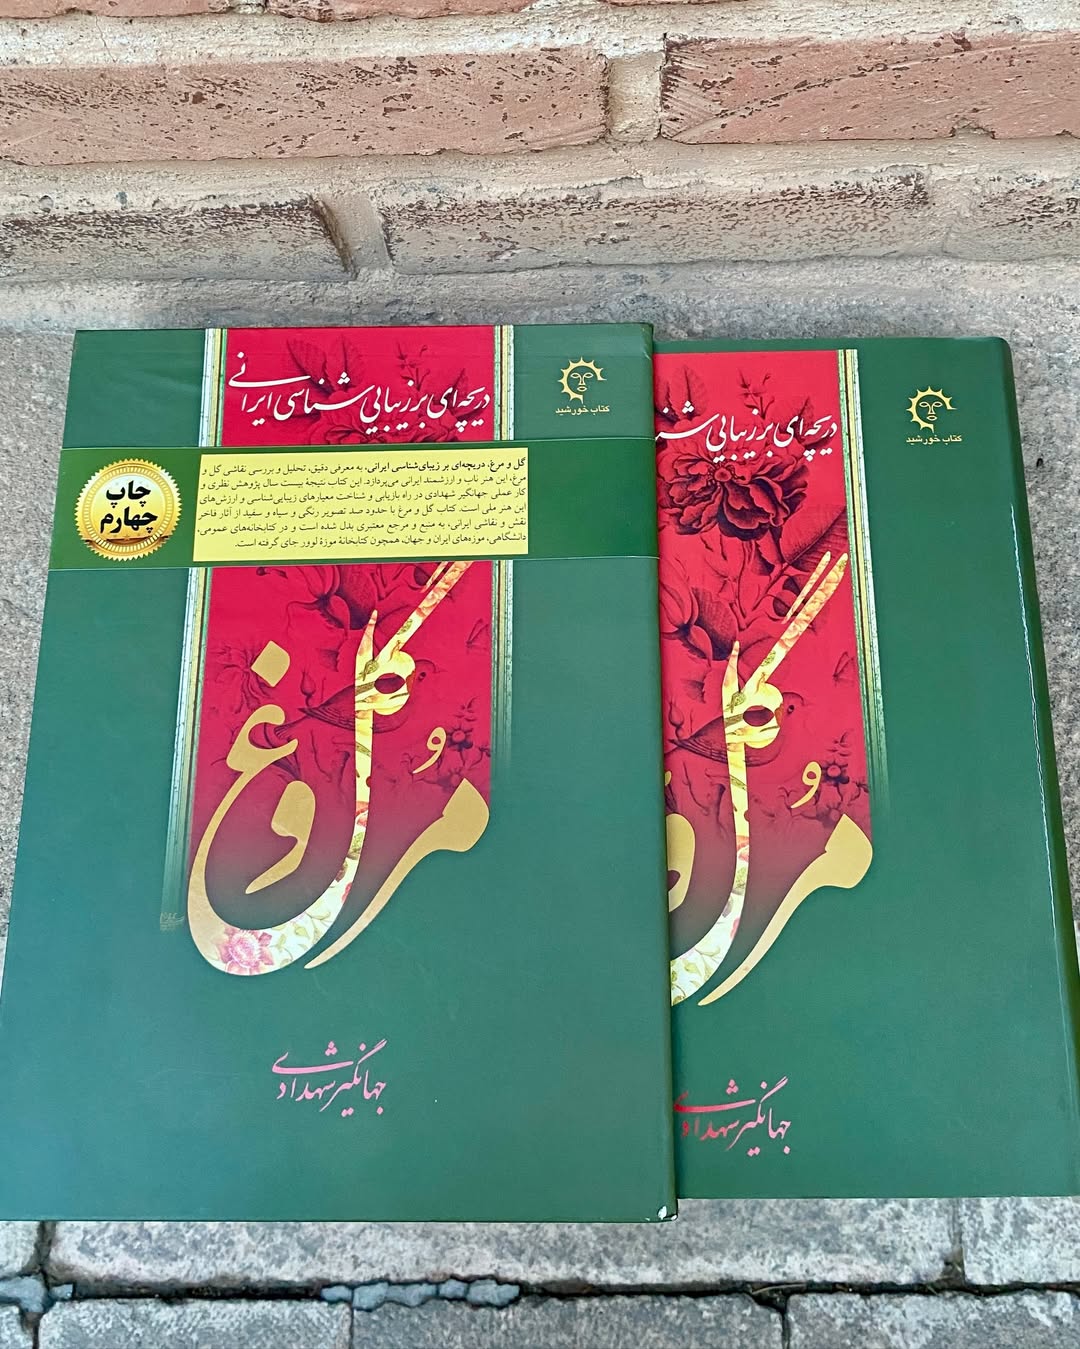 دریچه‌ای بر زیبایی شناسی ایرانی
کتاب خورشید
چاپ
چهارم
گل و مرغ، دریچه‌ای بر زیبای‌شناسی ایرانی، به معرفی دقیق، تحلیل و بررسی نقاشی گل و
مرغ، این هنر ناب و ارزشمند ایرانی می‌پردازد. این کتاب نتیجهٔ بیست سال پژوهش نظری و
کار عملی جهانگیر شهدادی در راه بازیابی و شناخت معیارهای زیبایی‌شناسی و ارزش‌های
این هنر ملی است. کتاب گل و مرغ با حدود صد تصویر رنگی و سیاه و سفید از آثار فاخر
نقش و نقاشی ایرانی، به منبع و مرجع معتبری بدل شده است و در کتابخانه‌های عمومی،
دانشگاهی، موزه‌های ایران و جهان، همچون کتابخانهٔ موزهٔ لوور جای گرفته است.
گل و مرغ
جهانگیر شهدادی
دریچه‌ای بر زیبایی
کتاب خورشید
گل و
جهانگیر شهدادی